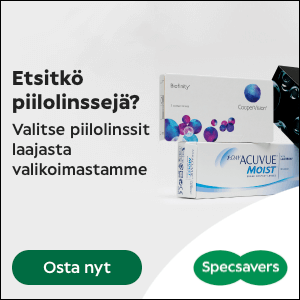 Etsitkö
piilolinssejä?
Valitse piilolinssit
laajasta
valikoimastamme
Biofinity
CooperVision
1-DAY ACUVUE
MOIST
Osta nyt
Specsavers